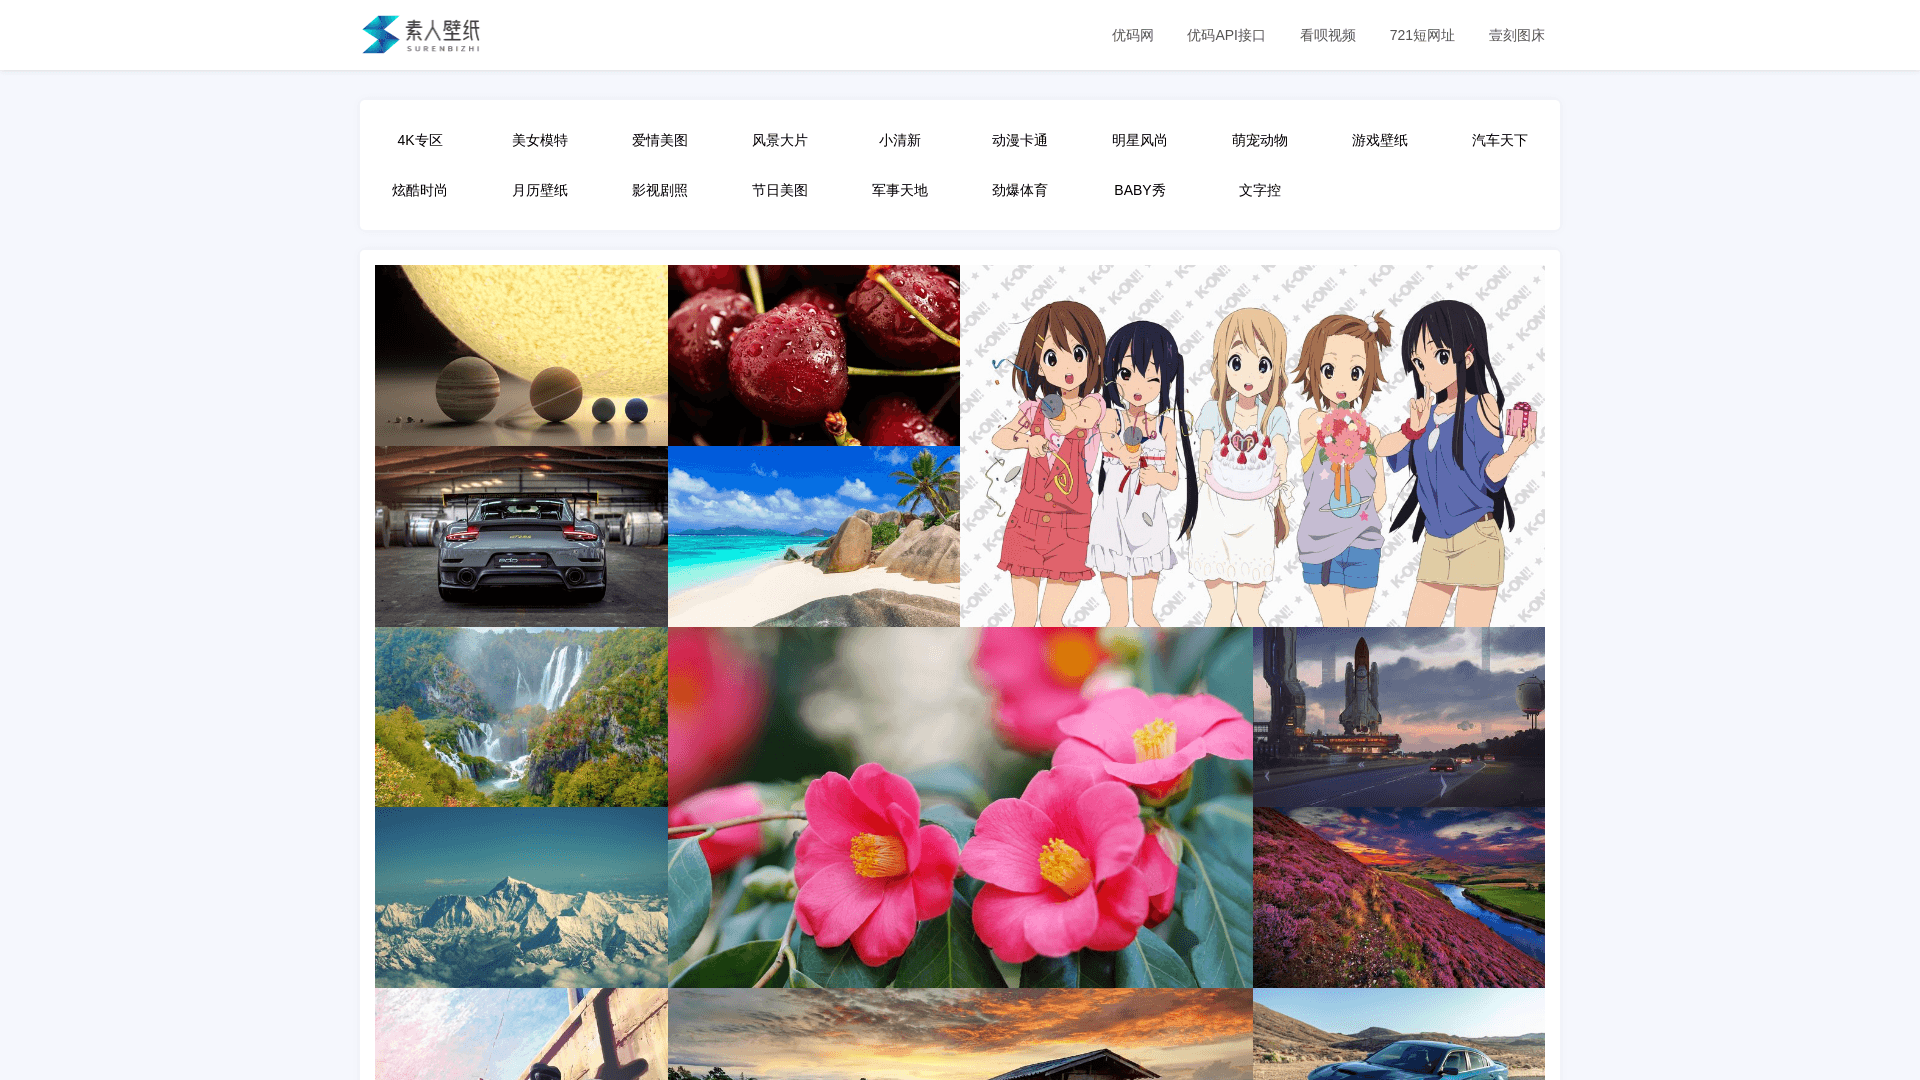 素人壁纸
SURENBIZHI
优码网 优码API接口 看呗视频 721短网址 壹刻图床
4K专区 美女模特 爱情美图 风景大片 小清新 动漫卡通 明星风尚 萌宠动物 游戏壁纸 汽车天下
炫酷时尚 月历壁纸 影视剧照 节日美图 军事天地 劲爆体育 BABY秀 文字控
K-ON!! ★ K-ON!! ★ K-ON!!